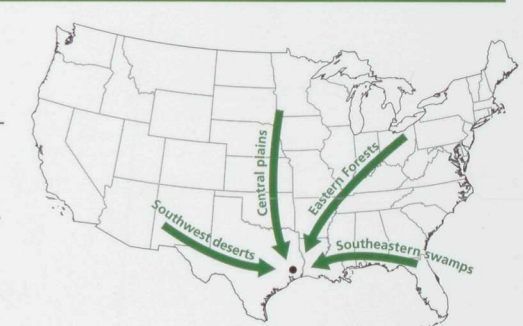 Central plains
Eastern Forests
Southwest deserts
Southeastern swamps